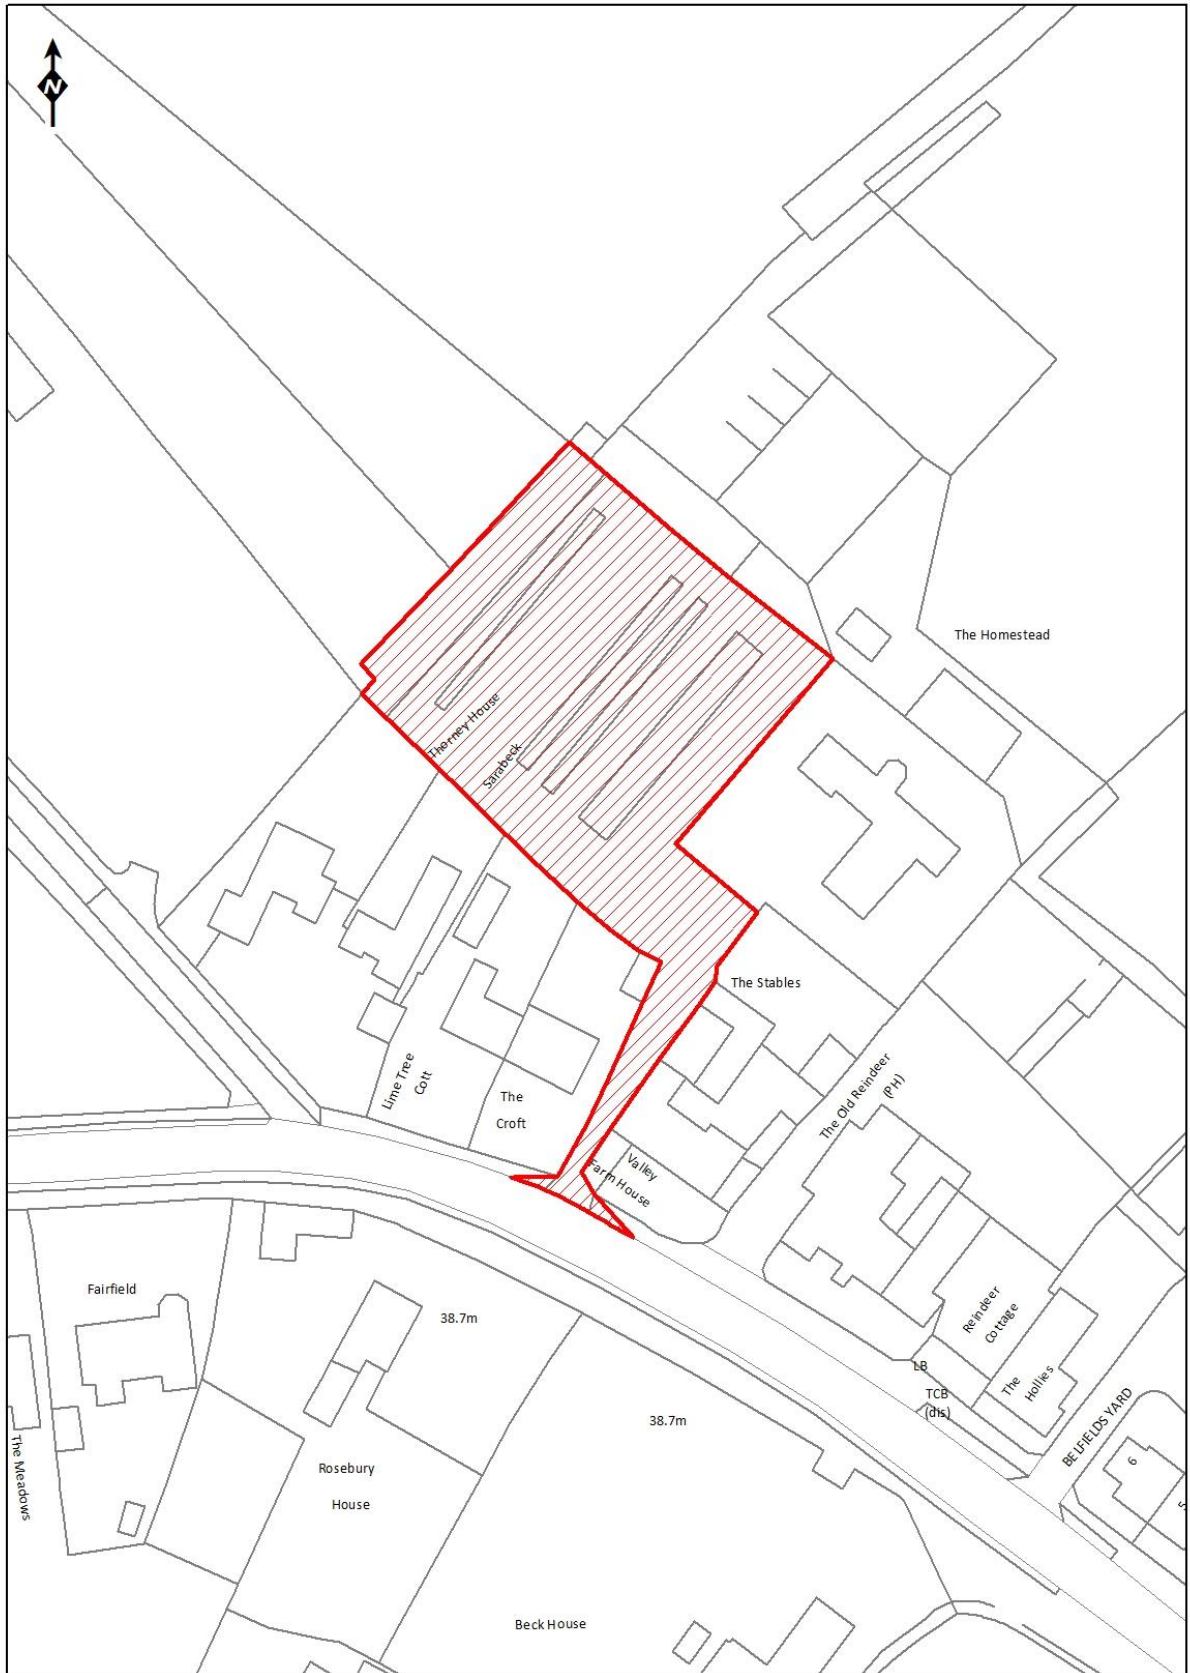 N
The Homestead
Thorney House
Sarabeck
The Stables
Lime Tree
Cott
The
Croft
The Old Reindeer
(PH)
Valley
Farm House
Fairfield
38.7m
Reindeer
Cottage
LB
TCB
(dis)
The
Hollies
38.7m
BELFIELDS YARD
6
5
The Meadows
Rosebury
House
Beck House